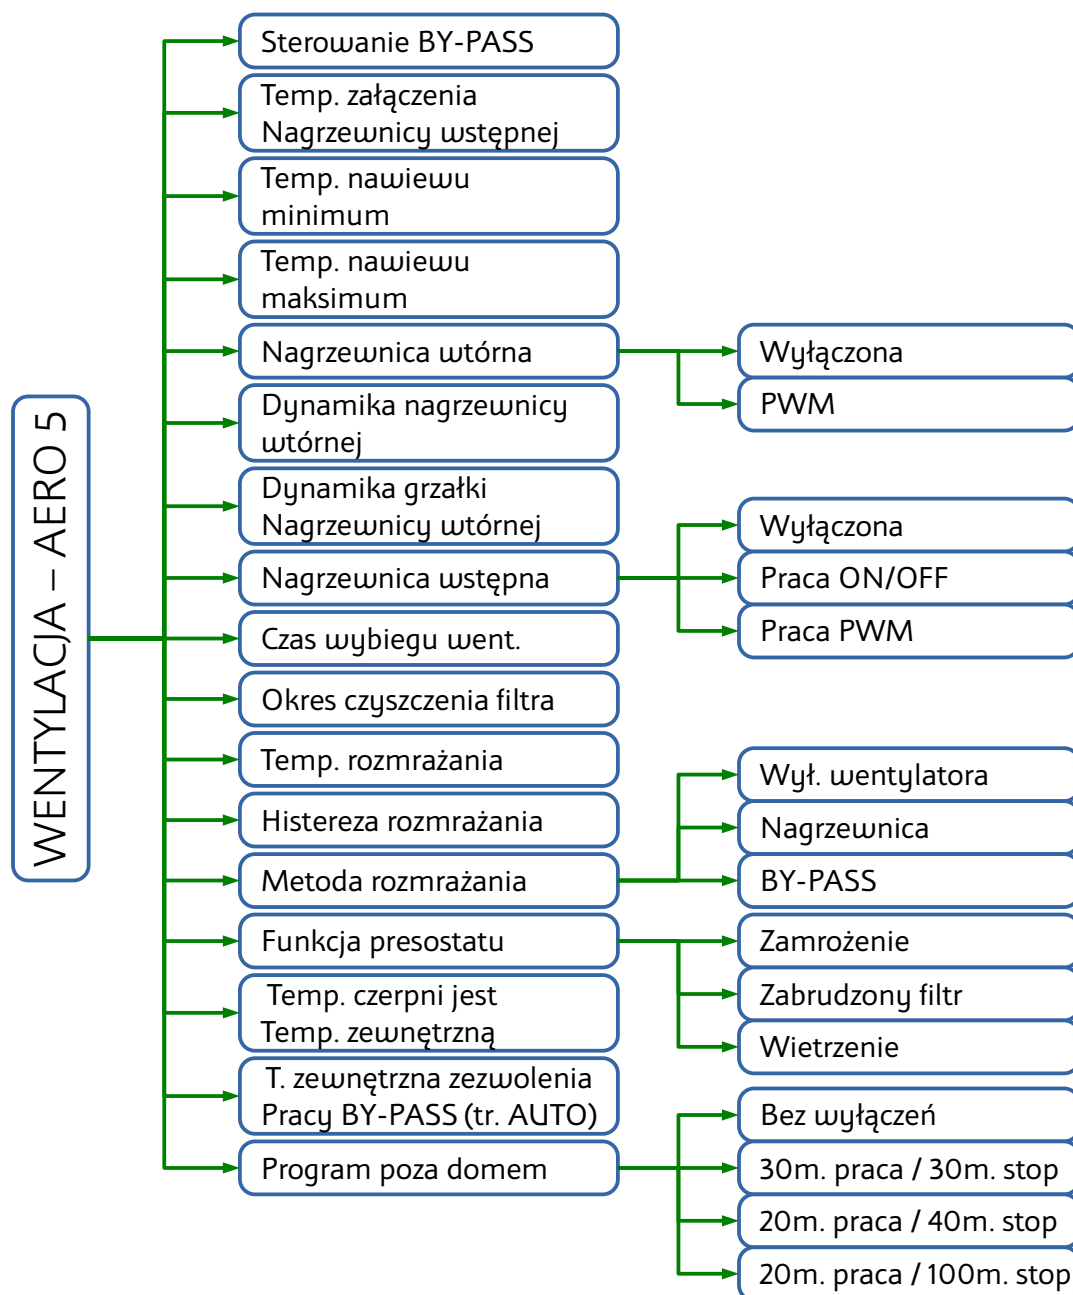 WENTYLACJA – AERO 5
Sterowanie BY-PASS
Temp. załączenia
Nagrzewnicy wstępnej
Temp. nawiewu
minimum
Temp. nawiewu
maksimum
Nagrzewnica wtórna
Wyłączona
PWM
Dynamika nagrzewnicy
wtórnej
Dynamika grzałki
Nagrzewnicy wtórnej
Nagrzewnica wstępna
Wyłączona
Praca ON/OFF
Praca PWM
Czas wybiegu went.
Okres czyszczenia filtra
Temp. rozmrażania
Histereza rozmrażania
Metoda rozmrażania
Wył. wentylatora
Nagrzewnica
BY-PASS
Funkcja presostatu
Zamrożenie
Zabrudzony filtr
Wietrzenie
Temp. czerpni jest
Temp. zewnętrzną
T. zewnętrzna zezwolenia
Pracy BY-PASS (tr. AUTO)
Program poza domem
Bez wyłączeń
30m. praca / 30m. stop
20m. praca / 40m. stop
20m. praca / 100m. stop